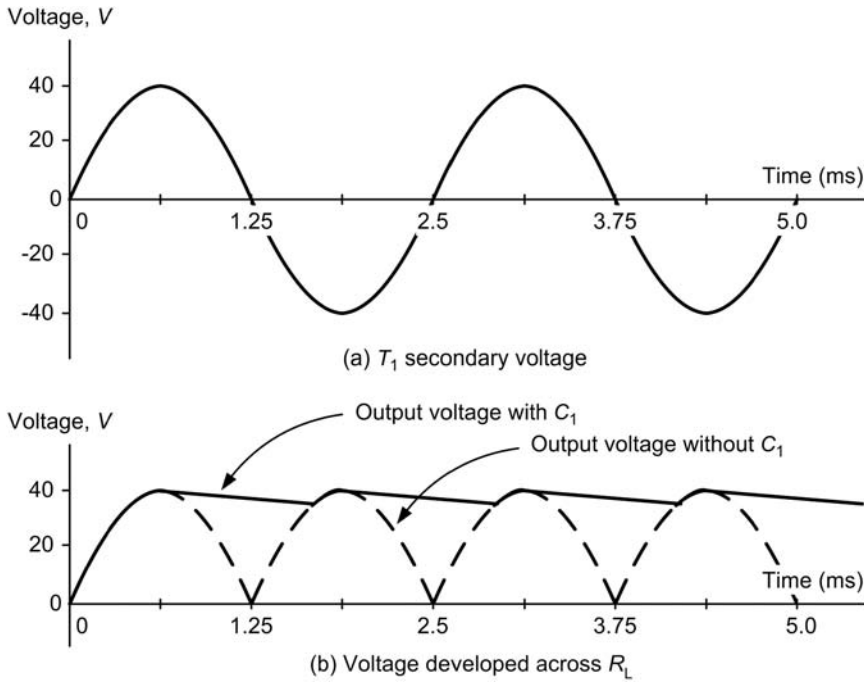 Voltage, V
40
20
0
-20
-40
Time (ms)
0 1.25 2.5 3.75 5.0
(a) T1 secondary voltage
Voltage, V
Output voltage with C1
Output voltage without C1
40
20
0
Time (ms)
0 1.25 2.5 3.75 5.0
(b) Voltage developed across RL